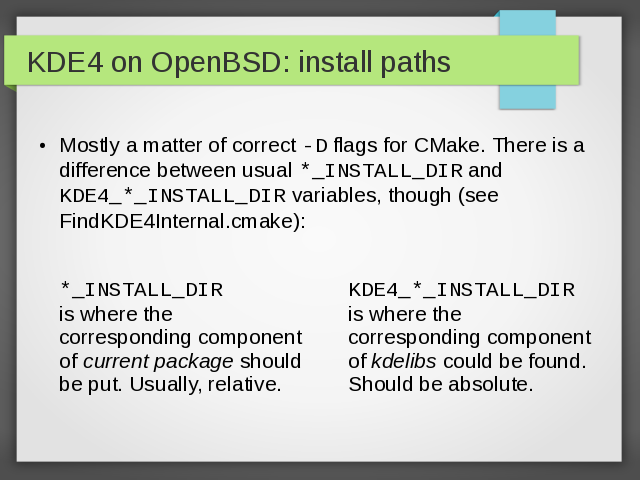 KDE4 on OpenBSD: install paths
• Mostly a matter of correct -D flags for CMake. There is a
difference between usual *_INSTALL_DIR and
KDE4_*_INSTALL_DIR variables, though (see
FindKDE4Internal.cmake):
*_INSTALL_DIR
is where the
corresponding component
of current package should
be put. Usually, relative.
KDE4_*_INSTALL_DIR
is where the
corresponding component
of kdelibs could be found.
Should be absolute.